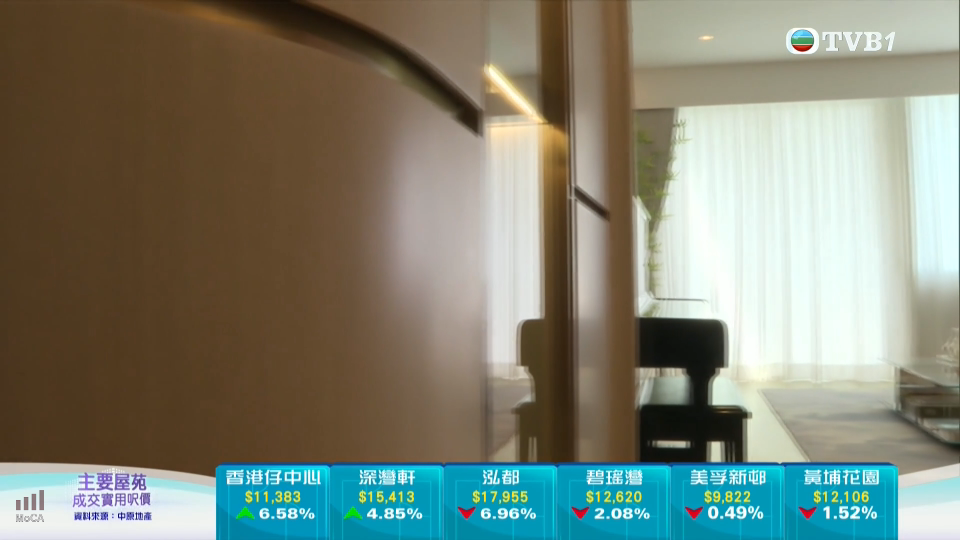 TVB1
主要屋苑
成交實用呎價
資料來源：中原地產
MoCA
香港仔中心
$11,383
6.58%
深灣軒
$15,413
4.85%
泓都
$17,955
6.96%
碧瑤灣
$12,620
2.08%
美孚新邨
$9,822
0.49%
黃埔花園
$12,106
1.52%